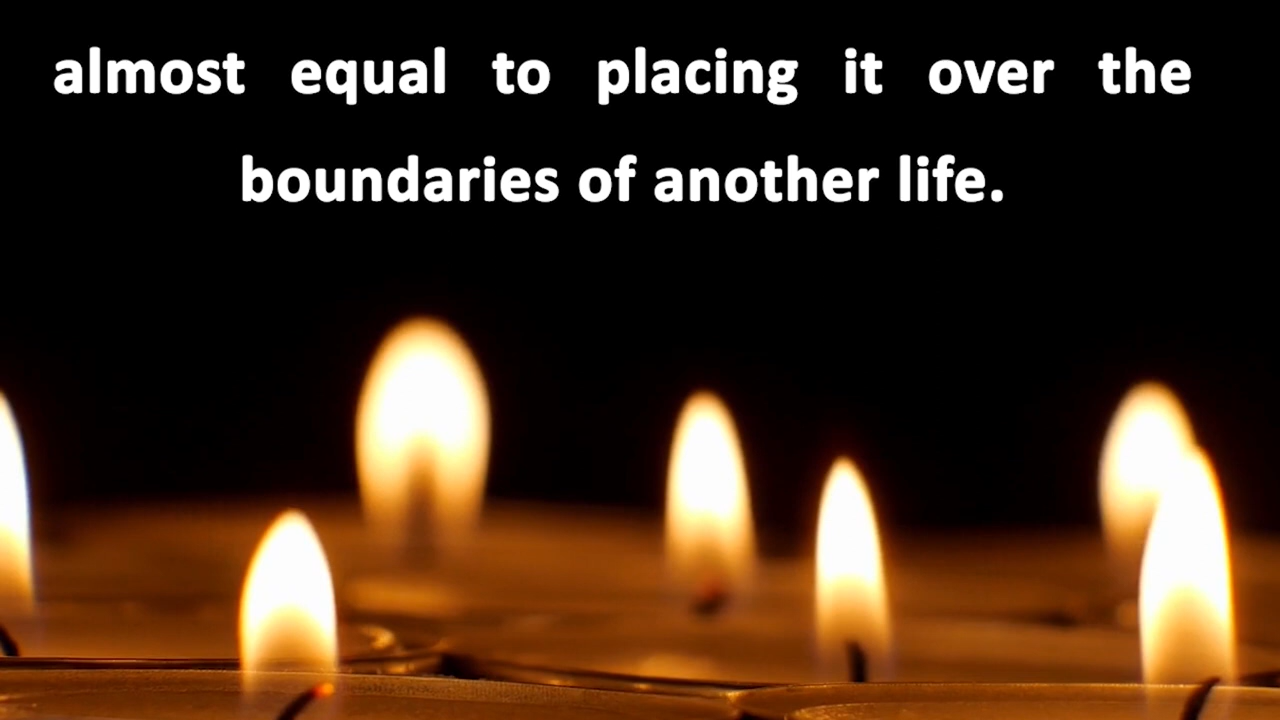 almost equal to placing it over the
boundaries of another life.